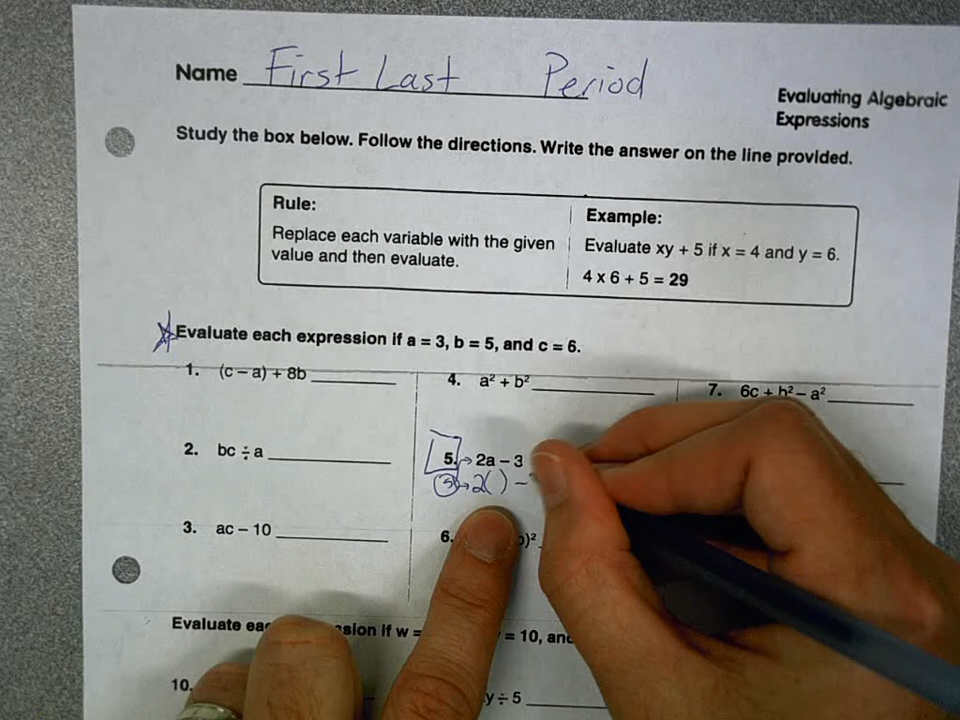 Name First Last Period
Evaluating Algebraic
Expressions
Study the box below. Follow the directions. Write the answer on the line provided.
Rule:
Replace each variable with the given
value and then evaluate.
Example:
Evaluate xy + 5 if x = 4 and y = 6.
4 x 6 + 5 = 29
Evaluate each expression if a = 3, b = 5, and c = 6.
1. (c – a) + 8b
2. bc ÷ a
3. ac – 10
4. a² + b²
5. 2a – 3
2( ) –
6. )²
7. 6c + b² – a²
Evaluate if w = = 10, and
10.
y ÷ 5